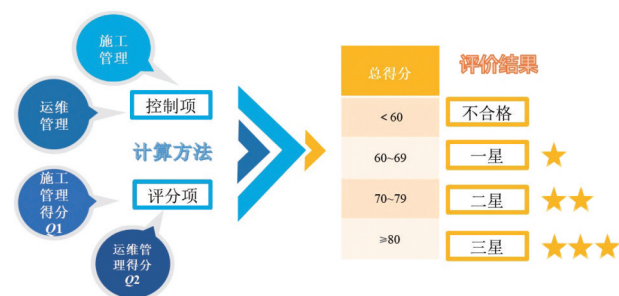 施工
管理
运维
管理
控制项
计算方法
施工
管理
得分
Q1
评分项
运维管
理得分
Q2
总得分
评价结果
＜60
不合格
60~69
一星
70~79
二星
≥80
三星